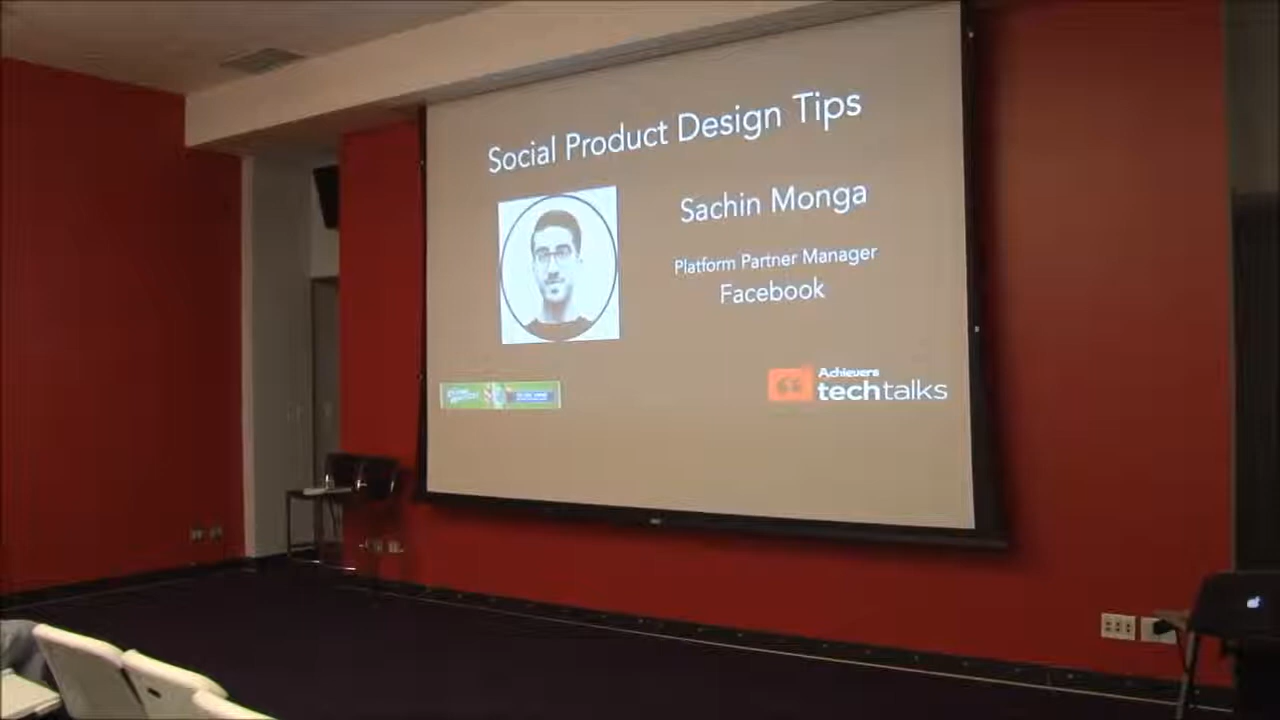 Social Product Design Tips
Sachin Monga
Platform Partner Manager
Facebook
Achievers
techtalks